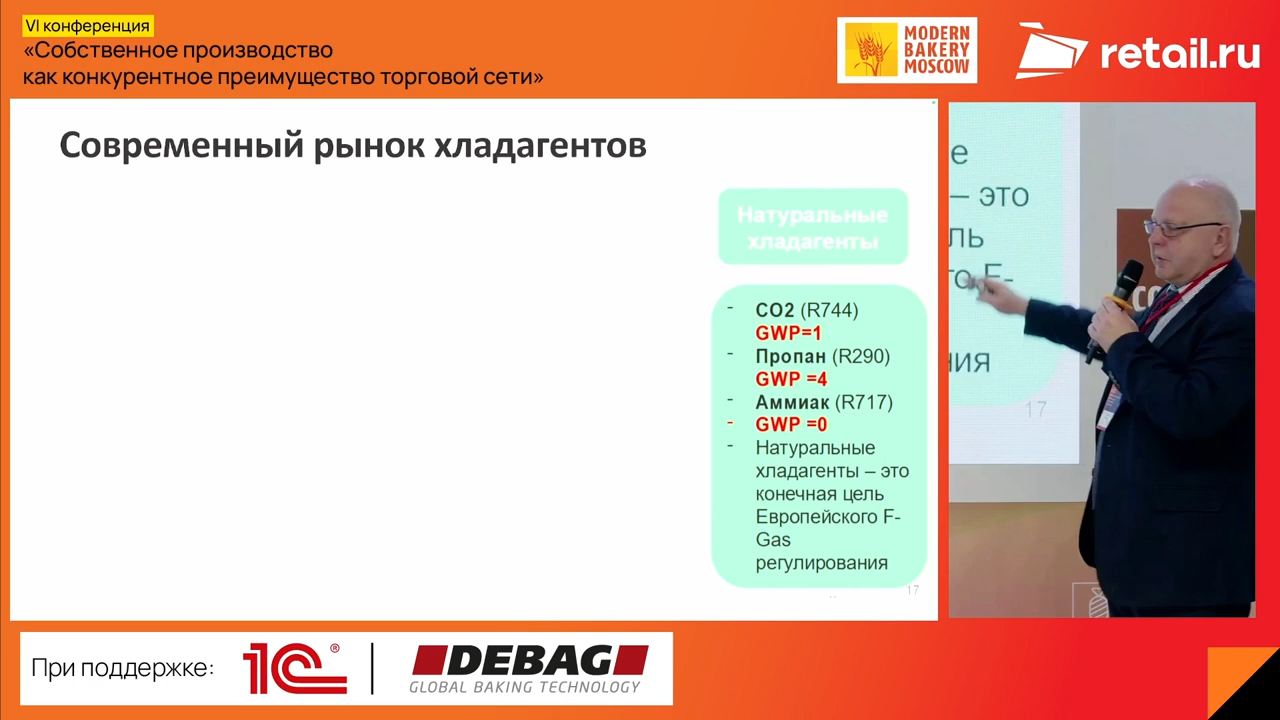 VI конференция
«Собственное производство
как конкурентное преимущество торговой сети»
MODERN
BAKERY
MOSCOW
retail.ru
Современный рынок хладагентов
Натуральные
хладагенты
- CO2 (R744)
GWP=1
- Пропан (R290)
GWP =4
- Аммиак (R717)
- GWP =0
- Натуральные
хладагенты – это
конечная цель
Европейского F-
Gas
регулирования
17
е
– это
ль
го F-
ния
17
При поддержке:
1С®
DEBAG
GLOBAL BAKING TECHNOLOGY